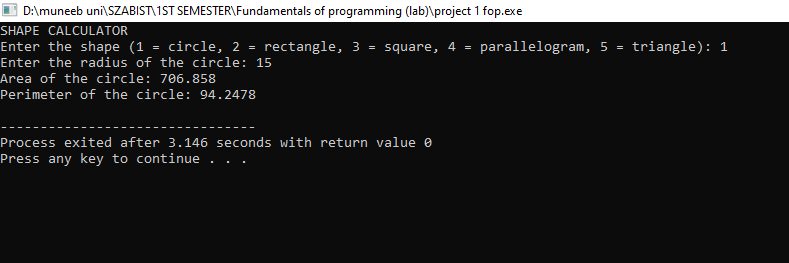 D:\muneeb uni\SZABIST\1ST SEMESTER\Fundamentals of programming (lab)\project 1 fop.exe
SHAPE CALCULATOR
Enter the shape (1 = circle, 2 = rectangle, 3 = square, 4 = parallelogram, 5 = triangle): 1
Enter the radius of the circle: 15
Area of the circle: 706.858
Perimeter of the circle: 94.2478
--------------------------------
Process exited after 3.146 seconds with return value 0
Press any key to continue . . .